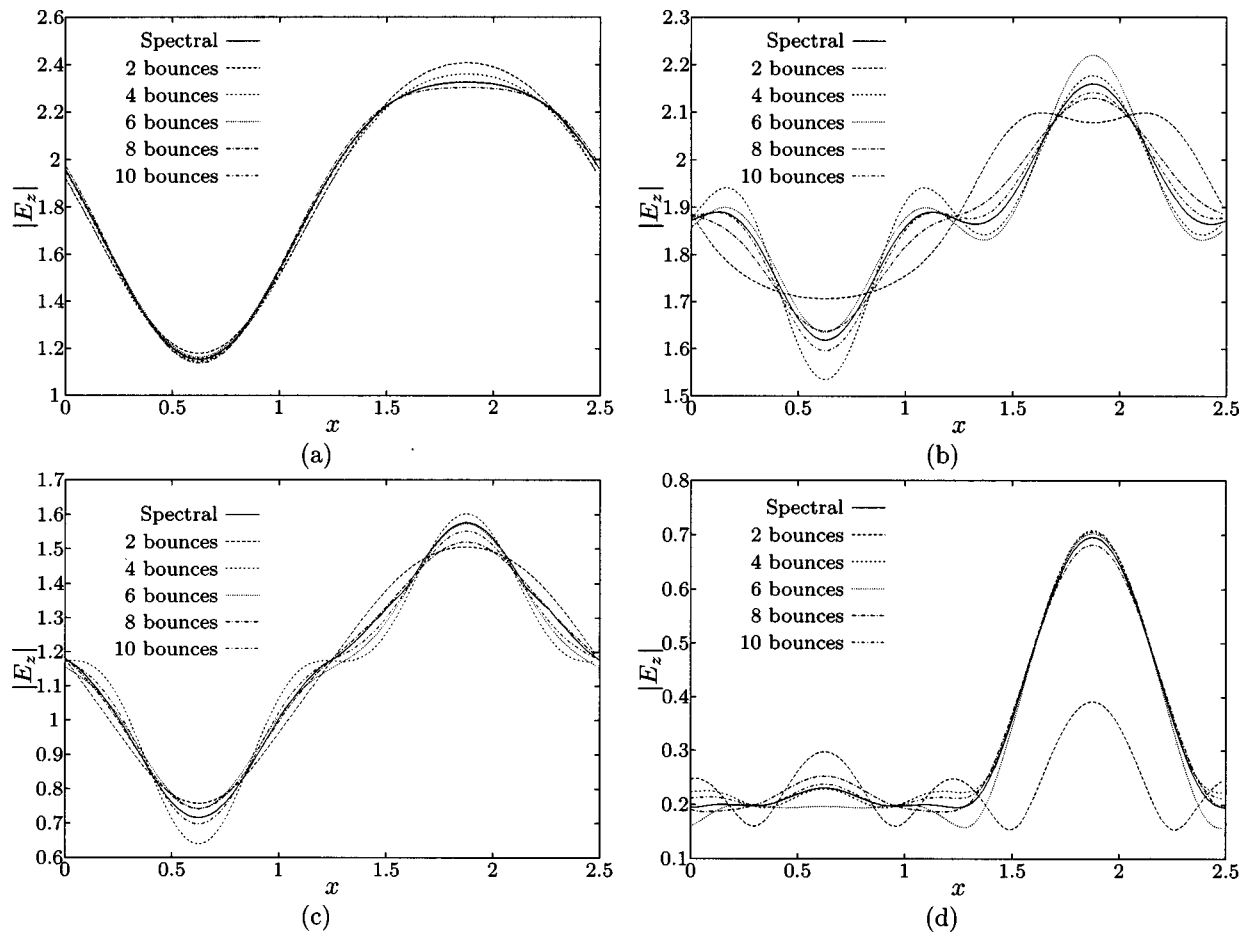 2.6
2.4
2.2
2
1.8
1.6
1.4
1.2
1
|E_z|
Spectral
2 bounces
4 bounces
6 bounces
8 bounces
10 bounces
0 0.5 1 1.5 2 2.5
x
(a)
2.3
2.2
2.1
2
1.9
1.8
1.7
1.6
1.5
|E_z|
Spectral
2 bounces
4 bounces
6 bounces
8 bounces
10 bounces
0 0.5 1 1.5 2 2.5
x
(b)
1.7
1.6
1.5
1.4
1.3
1.2
1.1
1
0.9
0.8
0.7
0.6
|E_z|
Spectral
2 bounces
4 bounces
6 bounces
8 bounces
10 bounces
0 0.5 1 1.5 2 2.5
x
(c)
0.8
0.7
0.6
0.5
0.4
0.3
0.2
0.1
|E_z|
Spectral
2 bounces
4 bounces
6 bounces
8 bounces
10 bounces
0 0.5 1 1.5 2 2.5
x
(d)